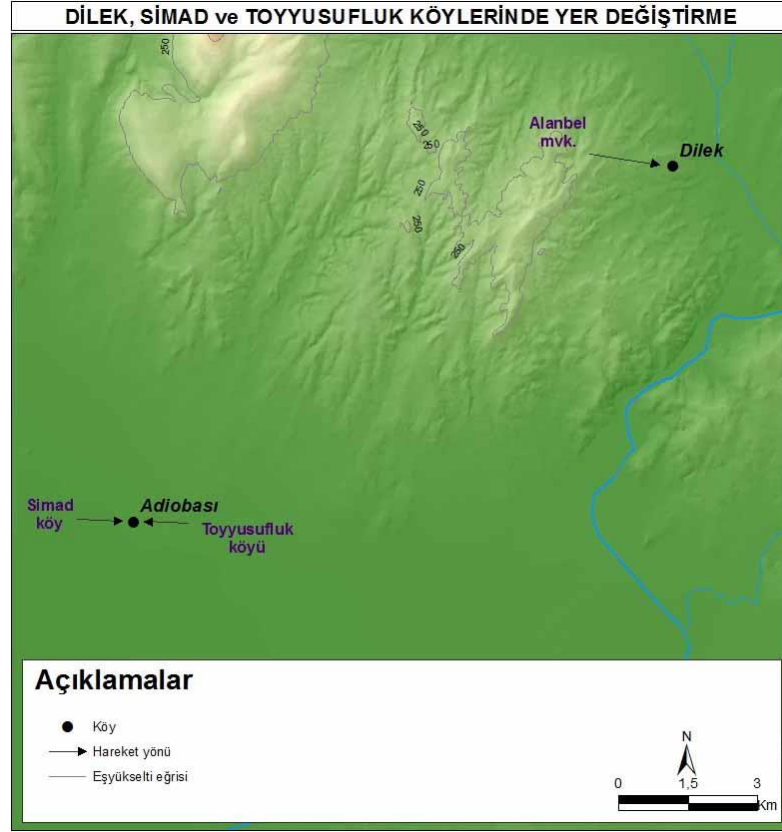 DİLEK, SİMAD ve TOYYUSUFLUK KÖYLERİNDE YER DEĞİŞTİRME
250
250
250
250
250
250
Alanbel
mvk.
Dilek
Simad
köy
Adiobası
Toyyusufluk
köyü
Açıklamalar
Köy
Hareket yönü
Eşyükselti eğrisi
N
0 1,5 3
Km